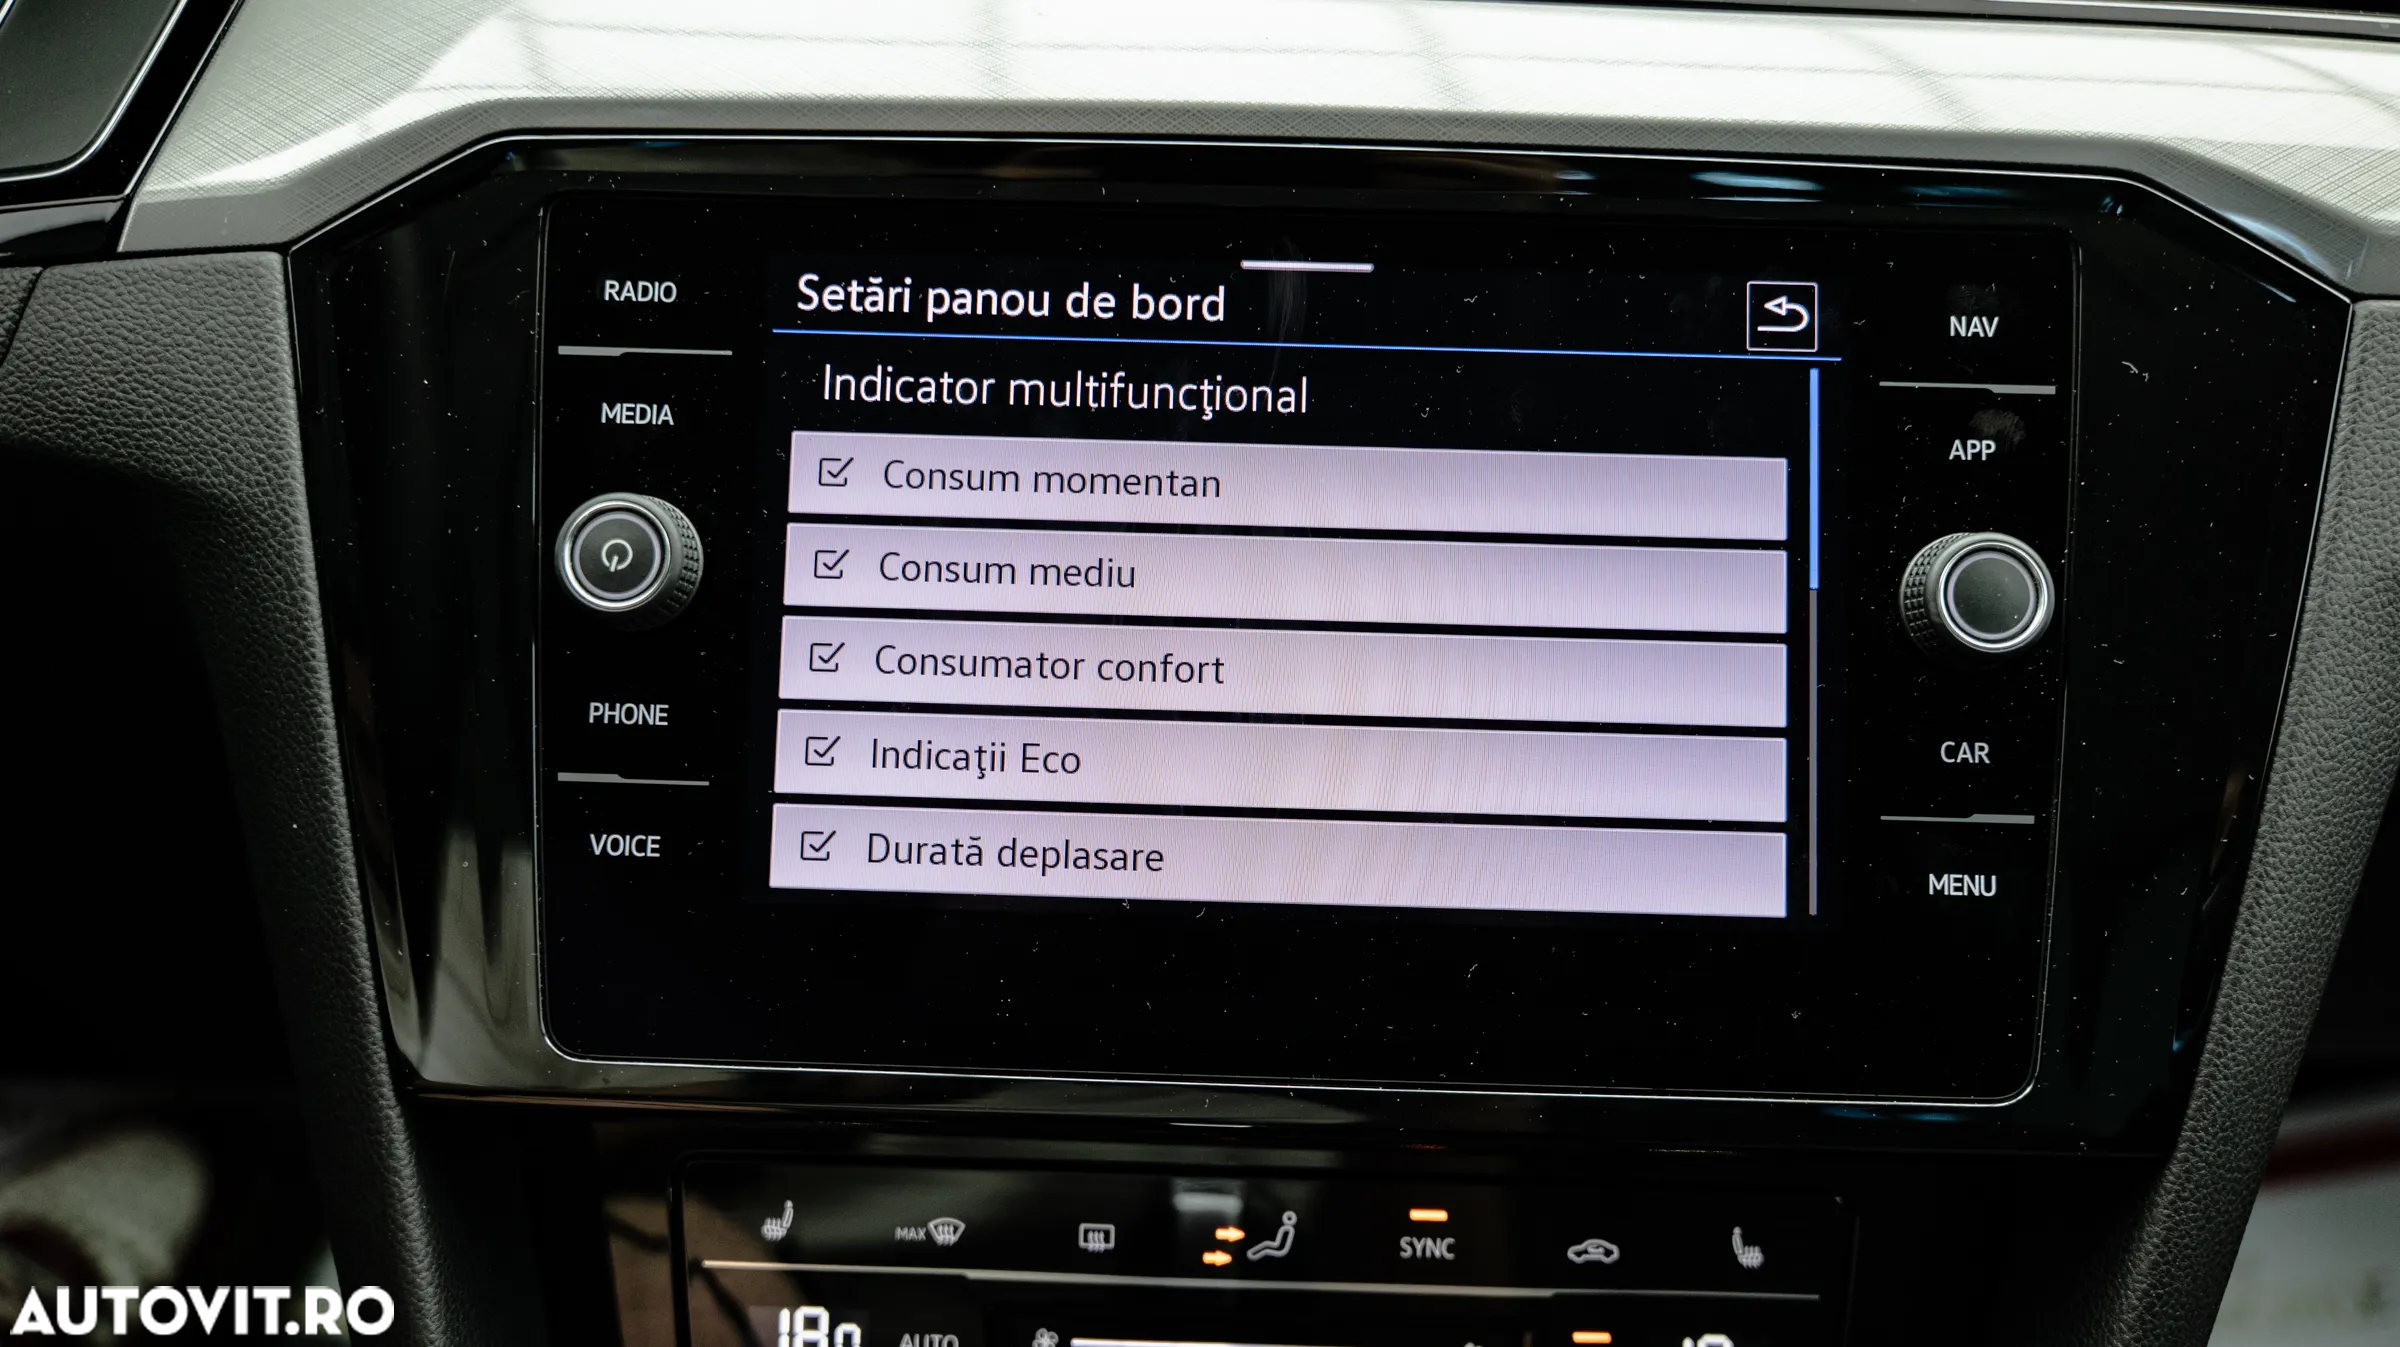 RADIO
MEDIA
PHONE
VOICE
Setări panou de bord
Indicator multifuncţional
Consum momentan
Consum mediu
Consumator confort
Indicaţii Eco
Durată deplasare
NAV
APP
CAR
MENU
MAX
SYNC
AUTO
AUTOVIT.RO